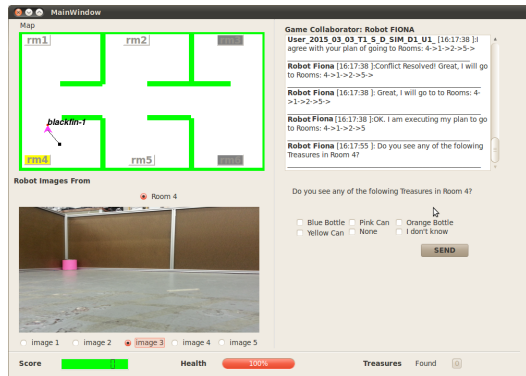 MainWindow
Map
rm1
rm2
rm3
blackfin-1
rm4
rm5
rm6
Robot Images From
Room 4
image 1
image 2
image 3
image 4
image 5
Game Collaborator: Robot FIONA
User_2015_03_03_T1_S_D_SIM_D1_U1_ [16:17:38 ]:I
agree with your plan of going to Rooms: 4->1->2->5->
Robot Fiona [16:17:38 ]:Conflict Resolved! Great, I will go
to Rooms: 4->1->2->5->
Robot Fiona [16:17:38 ]: Great, I will go to to Rooms: 4-
>1->2->5->
Robot Fiona [16:17:38 ]:OK. I am executing my plan to go
to Rooms: 4->1->2->5
Robot Fiona [16:17:55 ]: Do you see any of the folowing
Treasures in Room 4?
Do you see any of the folowing Treasures in Room 4?
Blue Bottle
Pink Can
Orange Bottle
Yellow Can
None
I don't know
SEND
Score
Health
100%
Treasures
Found
0